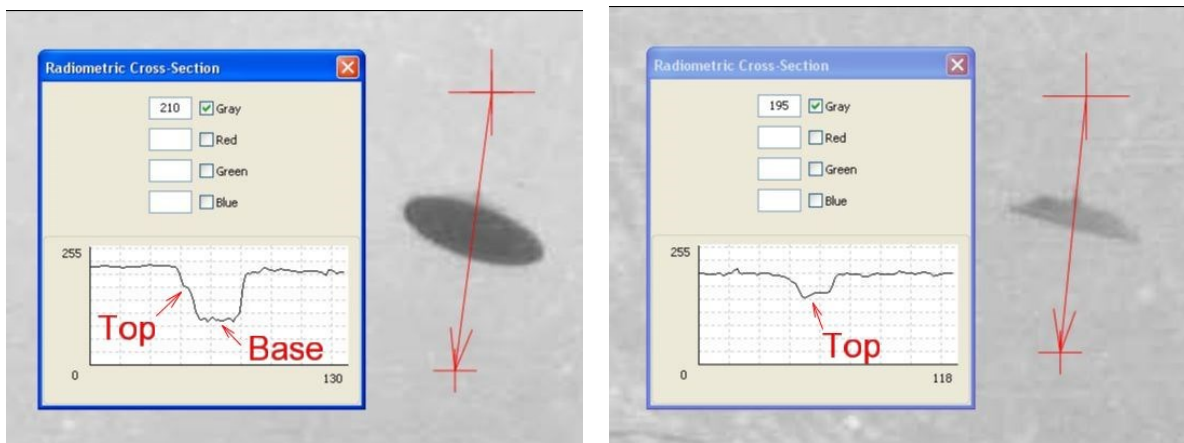 Radiometric Cross-Section
210 Gray
Red
Green
Blue
255
Top
Base
0
130
Radiometric Cross-Section
195 Gray
Red
Green
Blue
255
Top
0
118